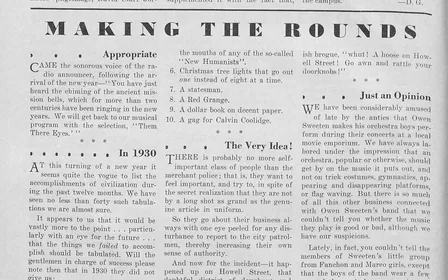 the campus. —D. G.
MAKING THE ROUNDS
Appropriate
CAME the sonorous voice of the ra-
dio announcer, following the ar-
rival of the new year—"You have just
heard the chiming of the ancient mis-
sion bells, which for more than two
centuries have been ringing in the new
years. We will get back to our musical
program with the selection, "Them
There Eyes.' "
In 1930
AT this turning of a new year it
seems quite the vogue to list the
accomplishments of civilization dur-
ing the past twelve months. We have
seen no less than forty such tabula-
tions we are almost sure.
It appears to us that it would be
vastly more to the point . . . particu-
larly with an eye for the future . . .
that the things we failed to accom-
plish should be tabulated. Will the
gentlemen in charge of success please
note then that in 1930 they did not
give us:
the mouths of any of the so-called
"New Humanists".
6. Christmas tree lights that go out
one instead of eight at a time.
7. A statesman.
8. A Red Grange.
9. A dollar book on decent paper.
10. A gag for Calvin Coolidge.
* * *
The Very Idea!
THERE is probably no more self-
important class of people than the
merchant police; that is, they want to
feel important, and try to, in spite of
the secret realization that they are not
by a long shot as grand as the genu-
ine article in uniform.
So they go about their business al-
ways with one eye peeled for any dis-
turbance to report to the city patrol-
men, thereby increasing their own
sense of authority.
And now for the incident—it hap-
pened up on Howell Street, that
ish brogue, "what! A hoose on How-
ell Street! Go awn and rattle your
doorknobs!"
* * *
Just an Opinion
WE have been considerably amused
of late by the antics that Owen
Sweeten makes his orchestra boys per-
form during their concerts at a local
movie emporium. We have always la-
bored under the impression that an
orchestra, popular or otherwise, should
get by on the music it puts out, and
not on trick costumes, gymnastics, ap-
pearing and disappearing platforms,
or flag waving. But there is so much
of all this other business connected
with Owen Sweeten's band that we
couldn't tell you whether the music
they play is good or bad, although we
have our suspicions.
Lately, in fact, you couldn't tell the
members of Sweeten's little group
from Panchon and Marco girls, except
that two of the band were a few